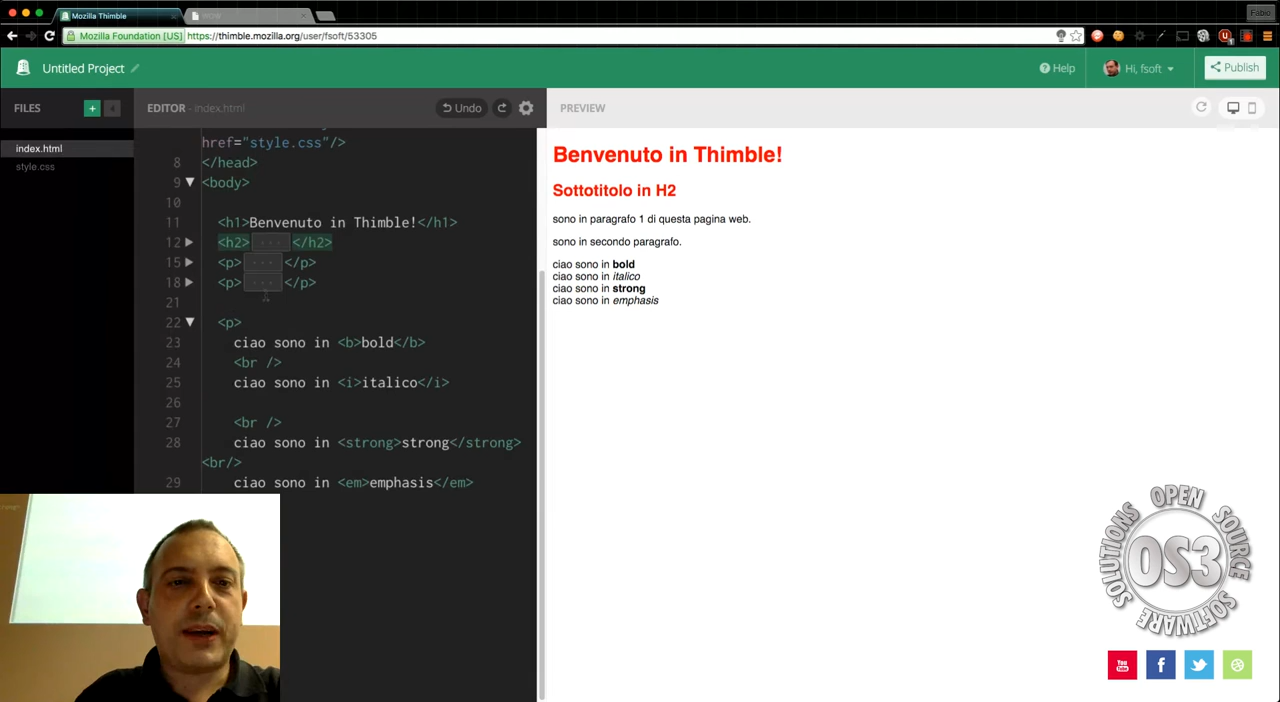 Mozilla Thimble
Fabio
Mozilla Foundation [US] https://thimble.mozilla.org/user/fsoft/53305
Untitled Project
Help
Hi, fsoft
Publish
FILES
EDITOR - index.html
Undo
PREVIEW
index.html
style.css
href="style.css"/>
8 </head>
9 <body>
10
11 <h1>Benvenuto in Thimble!</h1>
12 <h2> ... </h2>
15 <p> ... </p>
18 <p> ... </p>
21
22 <p>
23 ciao sono in <b>bold</b>
24 <br />
25 ciao sono in <i>italico</i>
26
27 <br />
28 ciao sono in <strong>strong</strong>
<br/>
29 ciao sono in <em>emphasis</em>
Benvenuto in Thimble!
Sottotitolo in H2
sono in paragrafo 1 di questa pagina web.
sono in secondo paragrafo.
ciao sono in bold
ciao sono in italico
ciao sono in strong
ciao sono in emphasis
OPEN SOURCE SOFTWARE SOLUTIONS
OS3
You Tube
f